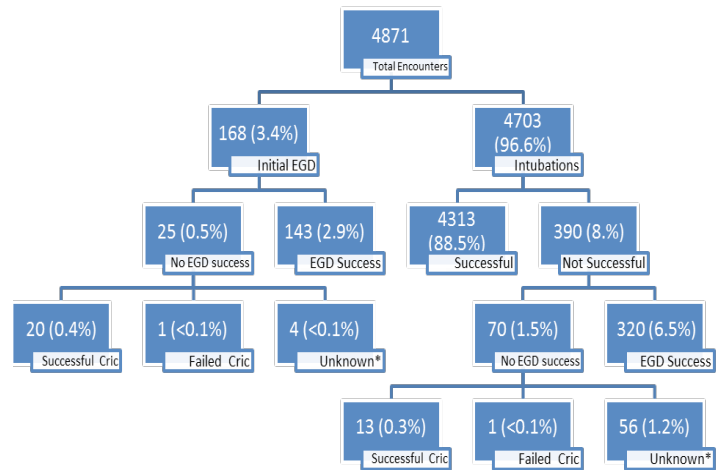 4871
Total Encounters
168 (3.4%)
Initial EGD
4703
(96.6%)
Intubations
25 (0.5%)
No EGD success
143 (2.9%)
EGD Success
4313
(88.5%)
Successful
390 (8.%)
Not Successful
20 (0.4%)
Successful Cric
1 (<0.1%)
Failed Cric
4 (<0.1%)
Unknown*
70 (1.5%)
No EGD success
320 (6.5%)
EGD Success
13 (0.3%)
Successful Cric
1 (<0.1%)
Failed Cric
56 (1.2%)
Unknown*